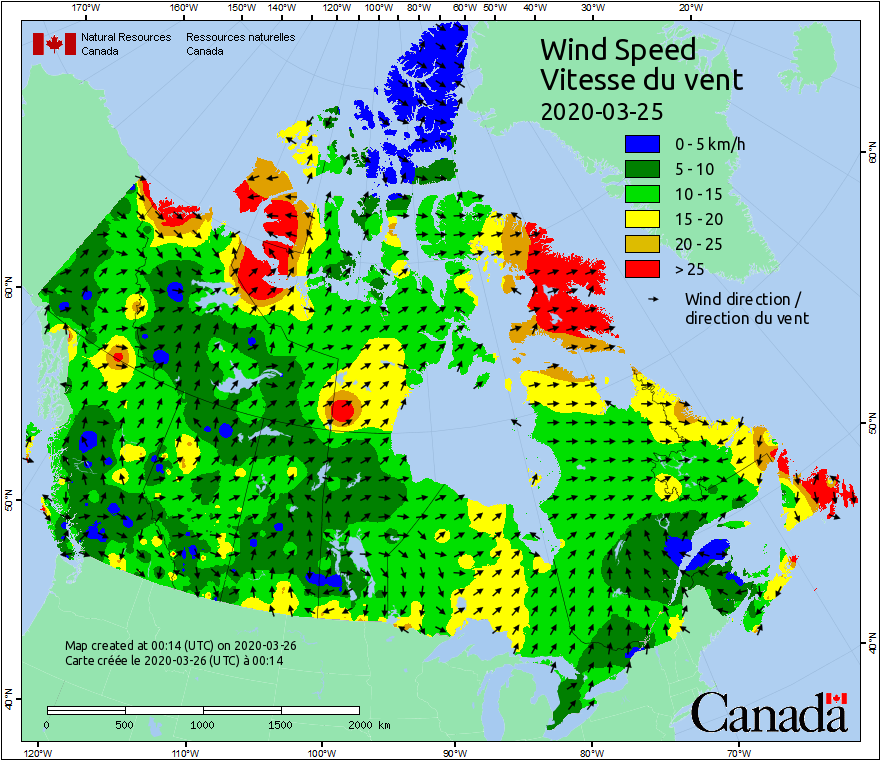 170°W 160°W 150°W 140°W 120°W 100°W 80°W 60°W 50°W 40°W 30°W 20°W
Natural Resources Canada
Ressources naturelles Canada
Wind Speed
Vitesse du vent
2020-03-25
0 - 5 km/h
5 - 10
10 - 15
15 - 20
20 - 25
> 25
Wind direction /
direction du vent
60°N
50°N
40°N
60°N
50°N
40°N
Map created at 00:14 (UTC) on 2020-03-26
Carte créée le 2020-03-26 (UTC) à 00:14
0 500 1000 1500 2000 km
Canada
120°W 110°W 100°W 90°W 80°W 70°W